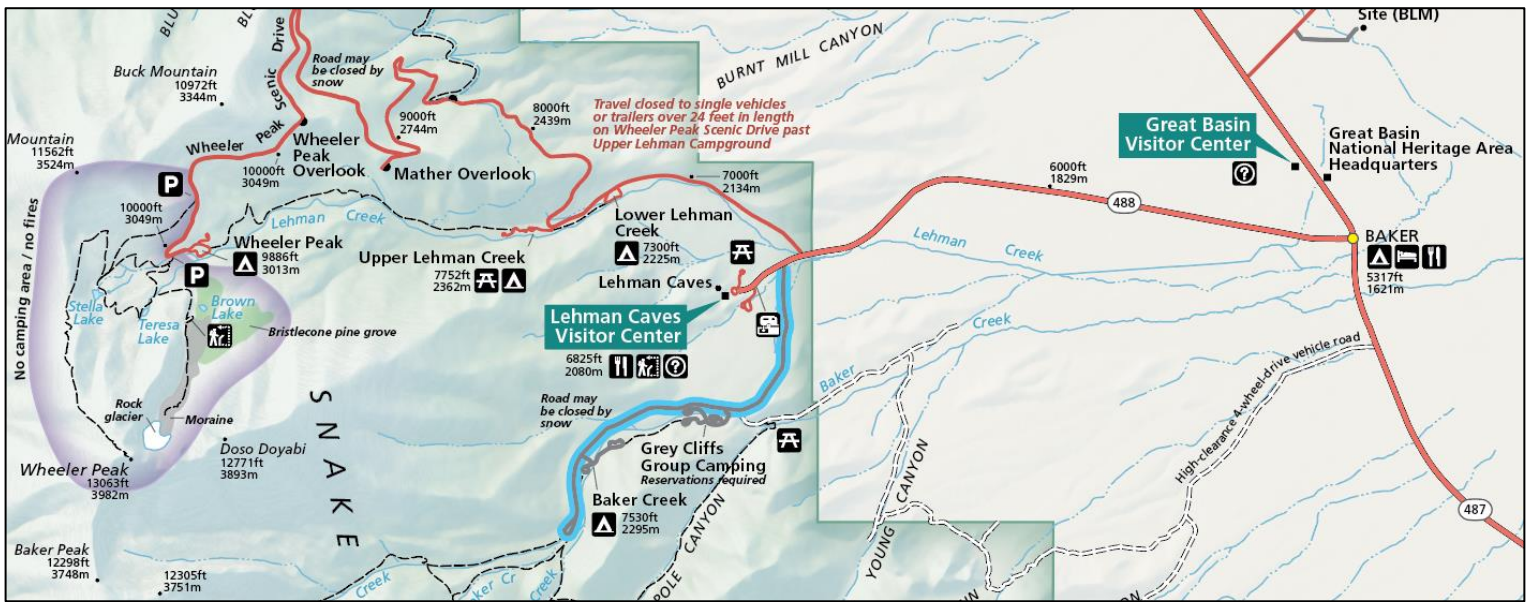 BLU
BL
Site (BLM)
Road may
be closed by
snow
Wheeler Peak Scenic Drive
BURNT MILL CANYON
Buck Mountain
10972ft
3344m
9000ft
2744m
8000ft
2439m
Travel closed to single vehicles
or trailers over 24 feet in length
on Wheeler Peak Scenic Drive past
Upper Lehman Campground
Great Basin
Visitor Center
Great Basin
National Heritage Area
Headquarters
Mountain
11562ft
3524m
Wheeler
Peak
Overlook
10000ft
3049m
Mather Overlook
7000ft
2134m
6000ft
1829m
488
P
10000ft
3049m
Lehman Creek
Lower Lehman
Creek
7300ft
2225m
Wheeler Peak
9886ft
3013m
Upper Lehman Creek
7752ft
2362m
Lehman Creek
BAKER
5317ft
1621m
No camping area / no fires
P
Stella
Lake
Teresa
Lake
Brown
Lake
Bristlecone pine grove
Lehman Caves
Lehman Caves
Visitor Center
6825ft
2080m
Baker Creek
High-clearance 4-wheel-drive vehicle road
Rock
glacier
Moraine
Road may
be closed by
snow
SNAKE
Doso Doyabi
12771ft
3893m
Wheeler Peak
13063ft
3982m
Grey Cliffs
Group Camping
Reservations required
Baker Creek
7530ft
2295m
POLE CANYON
YOUNG CANYON
487
Baker Peak
12298ft
3748m
12305ft
3751m
Creek
ker Cr
Creek